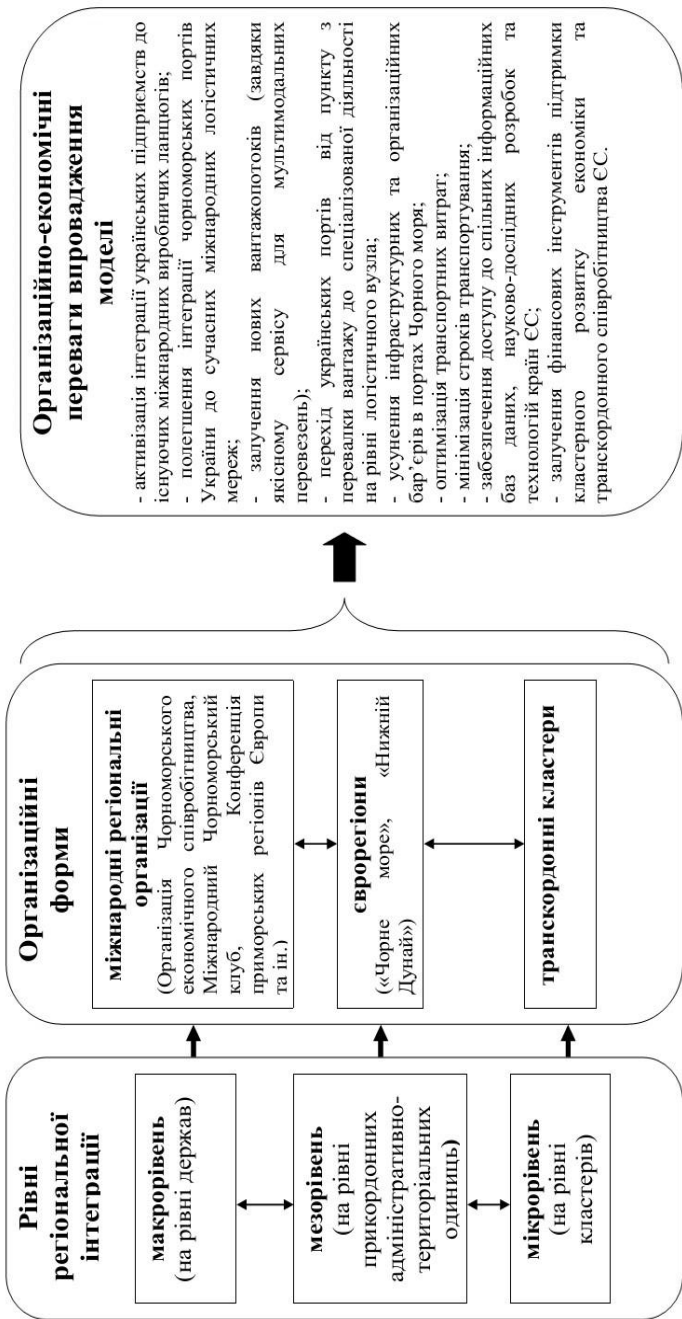 Рівні
регіональної
інтеграції
макрорівень
(на рівні держав)
мезорівень
(на рівні
прикордонних
адміністративно-
територіальних
одиниць)
мікрорівень
(на рівні
кластерів)
Організаційні
форми
міжнародні регіональні
організації
(Організація Чорноморського
економічного співробітництва,
Міжнародний Чорноморський
клуб, Конференція
приморських регіонів Європи
та ін.)
єврорегіони
(«Чорне море», «Нижній
Дунай»)
транскордонні кластери
Організаційно-економічні
переваги впровадження
моделі
- активізація інтеграції українських підприємств до
існуючих міжнародних виробничих ланцюгів;
- полегшення інтеграції чорноморських портів
України до сучасних міжнародних логістичних
мереж;
- залучення нових вантажопотоків (завдяки
якісному сервісу для мультимодальних
перевезень);
- перехід українських портів від пункту з
перевалки вантажу до спеціалізованої діяльності
на рівні логістичного вузла;
- усунення інфраструктурних та організаційних
бар’єрів в портах Чорного моря;
- оптимізація транспортних витрат;
- мінімізація строків транспортування;
- забезпечення доступу до спільних інформаційних
баз даних, науково-дослідних розробок та
технологій країн ЄС;
- залучення фінансових інструментів підтримки
кластерного розвитку економіки та
транскордонного співробітництва ЄС.